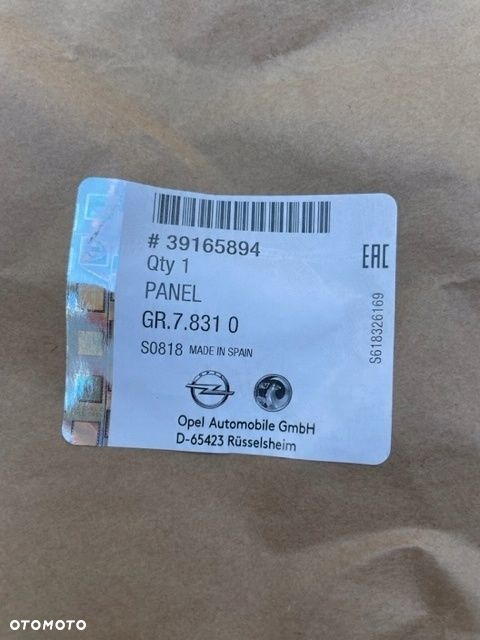 # 39165894
Qty 1
PANEL
GR.7.831 0
S0818 MADE IN SPAIN
Opel Automobile GmbH
D-65423 Rüsselsheim
EAC
S618326169
OTOMOTO